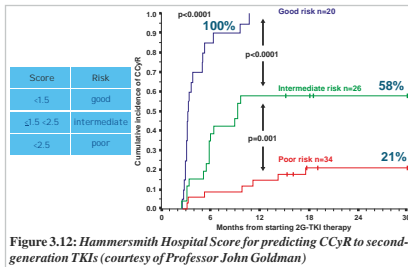 Score Risk
<1.5 good
≤1.5 <2.5 intermediate
<2.5 poor
Cumulative incidence of CCyR
1.0
0.9
0.8
0.7
0.6
0.5
0.4
0.3
0.2
0.1
0.0
p<0.0001
100%
Good risk n=20
p<0.0001
Intermediate risk n=26
58%
p=0.001
Poor risk n=34
21%
0 6 12 18 24 30
Months from starting 2G-TKI therapy
Figure 3.12: Hammersmith Hospital Score for predicting CCyR to second-
generation TKIs (courtesy of Professor John Goldman)